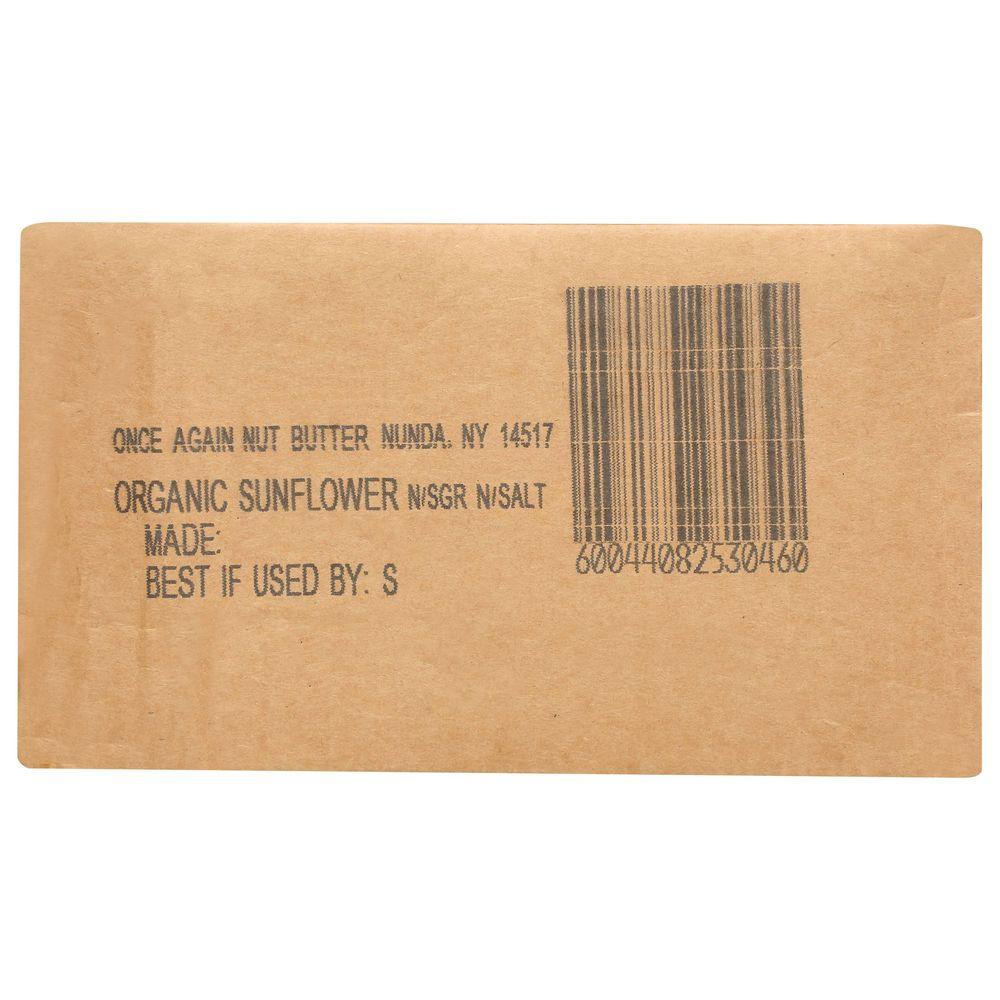 ONCE AGAIN NUT BUTTER NUNDA, NY 14517
ORGANIC SUNFLOWER N/SGR N/SALT
MADE:
BEST IF USED BY: S
60044082530460